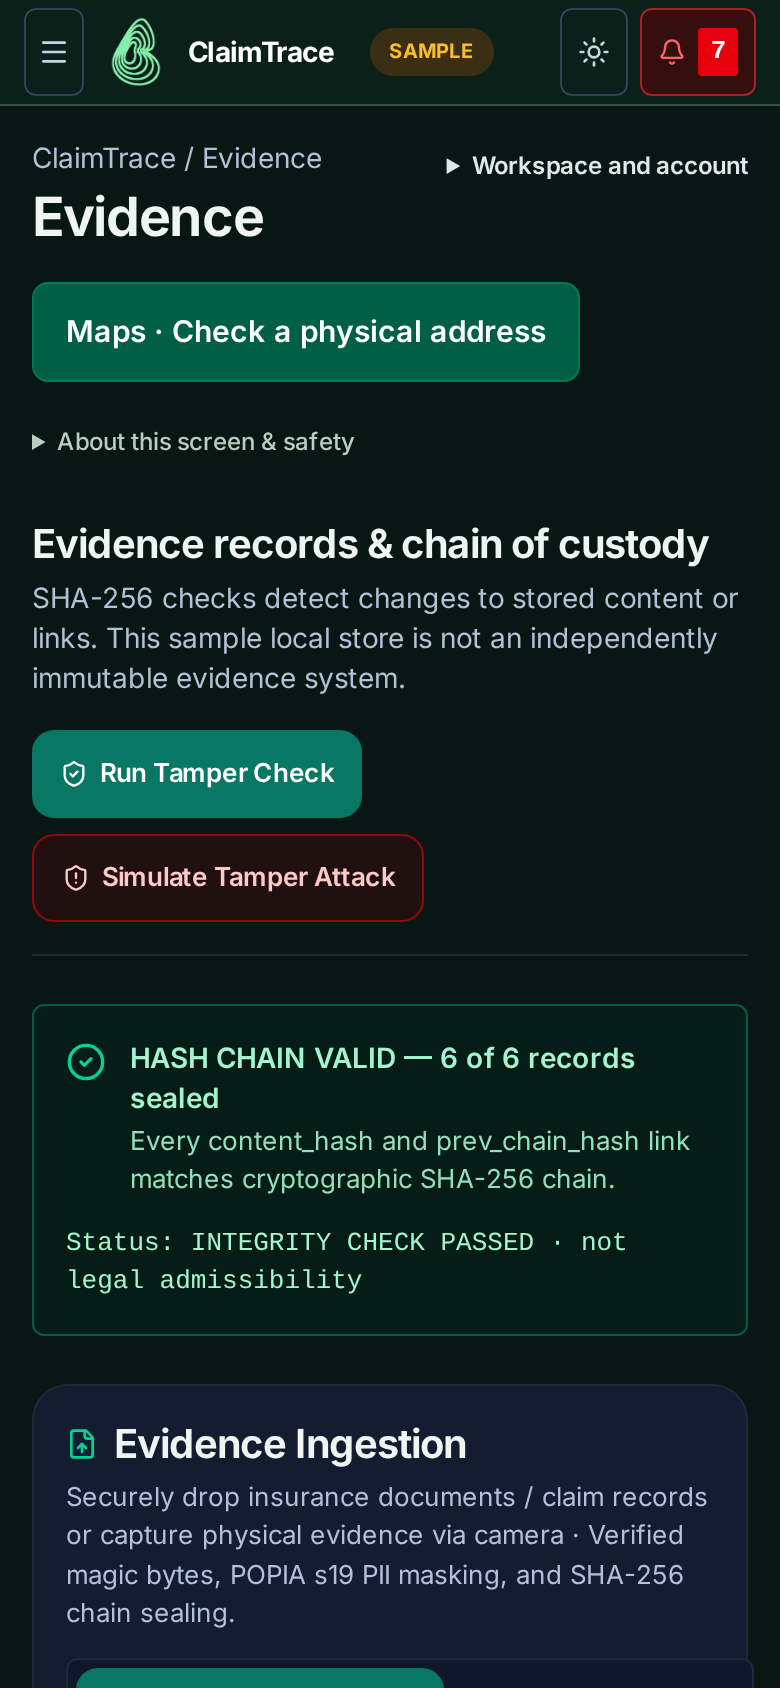 ClaimTrace
SAMPLE
7
ClaimTrace / Evidence
Workspace and account
Evidence
Maps · Check a physical address
About this screen & safety
Evidence records & chain of custody
SHA-256 checks detect changes to stored content or
links. This sample local store is not an independently
immutable evidence system.
Run Tamper Check
Simulate Tamper Attack
HASH CHAIN VALID — 6 of 6 records
sealed
Every content_hash and prev_chain_hash link
matches cryptographic SHA-256 chain.
Status: INTEGRITY CHECK PASSED · not
legal admissibility
Evidence Ingestion
Securely drop insurance documents / claim records
or capture physical evidence via camera · Verified
magic bytes, POPIA s19 PII masking, and SHA-256
chain sealing.